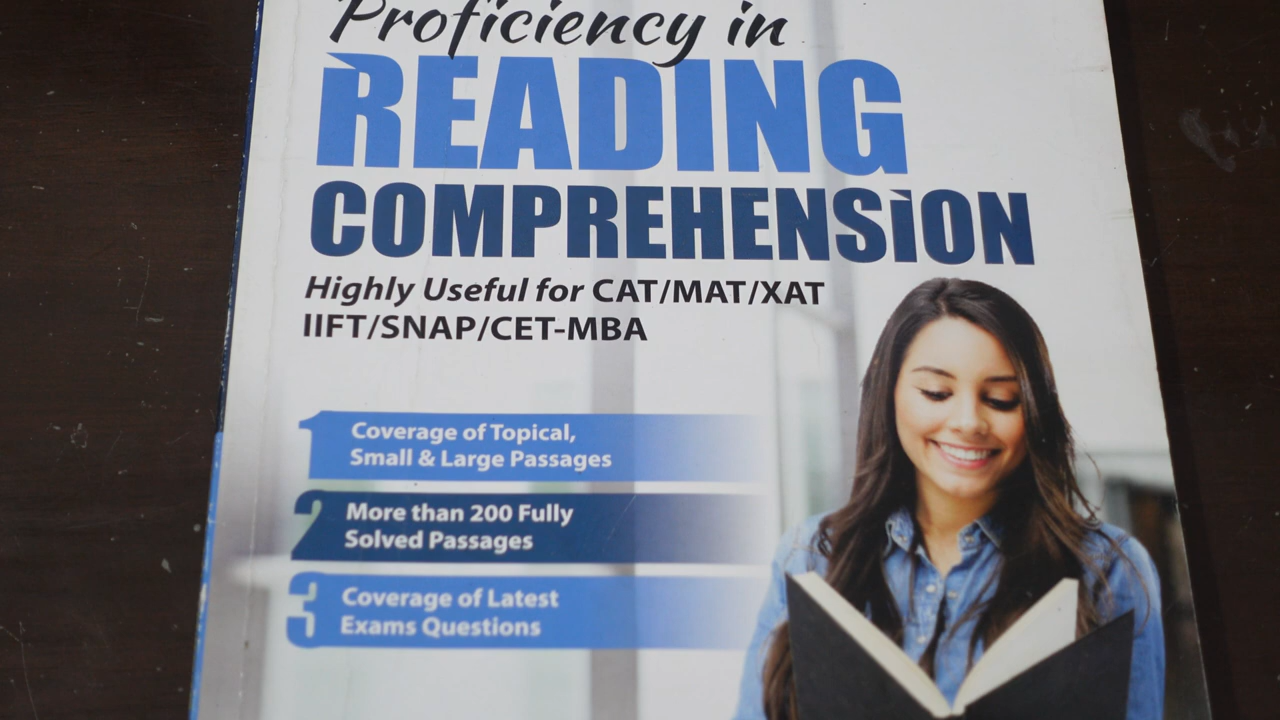 Proficiency in
READING
COMPREHENSION
Highly Useful for CAT/MAT/XAT
IIFT/SNAP/CET-MBA
1 Coverage of Topical,
Small & Large Passages
2 More than 200 Fully
Solved Passages
3 Coverage of Latest
Exams Questions